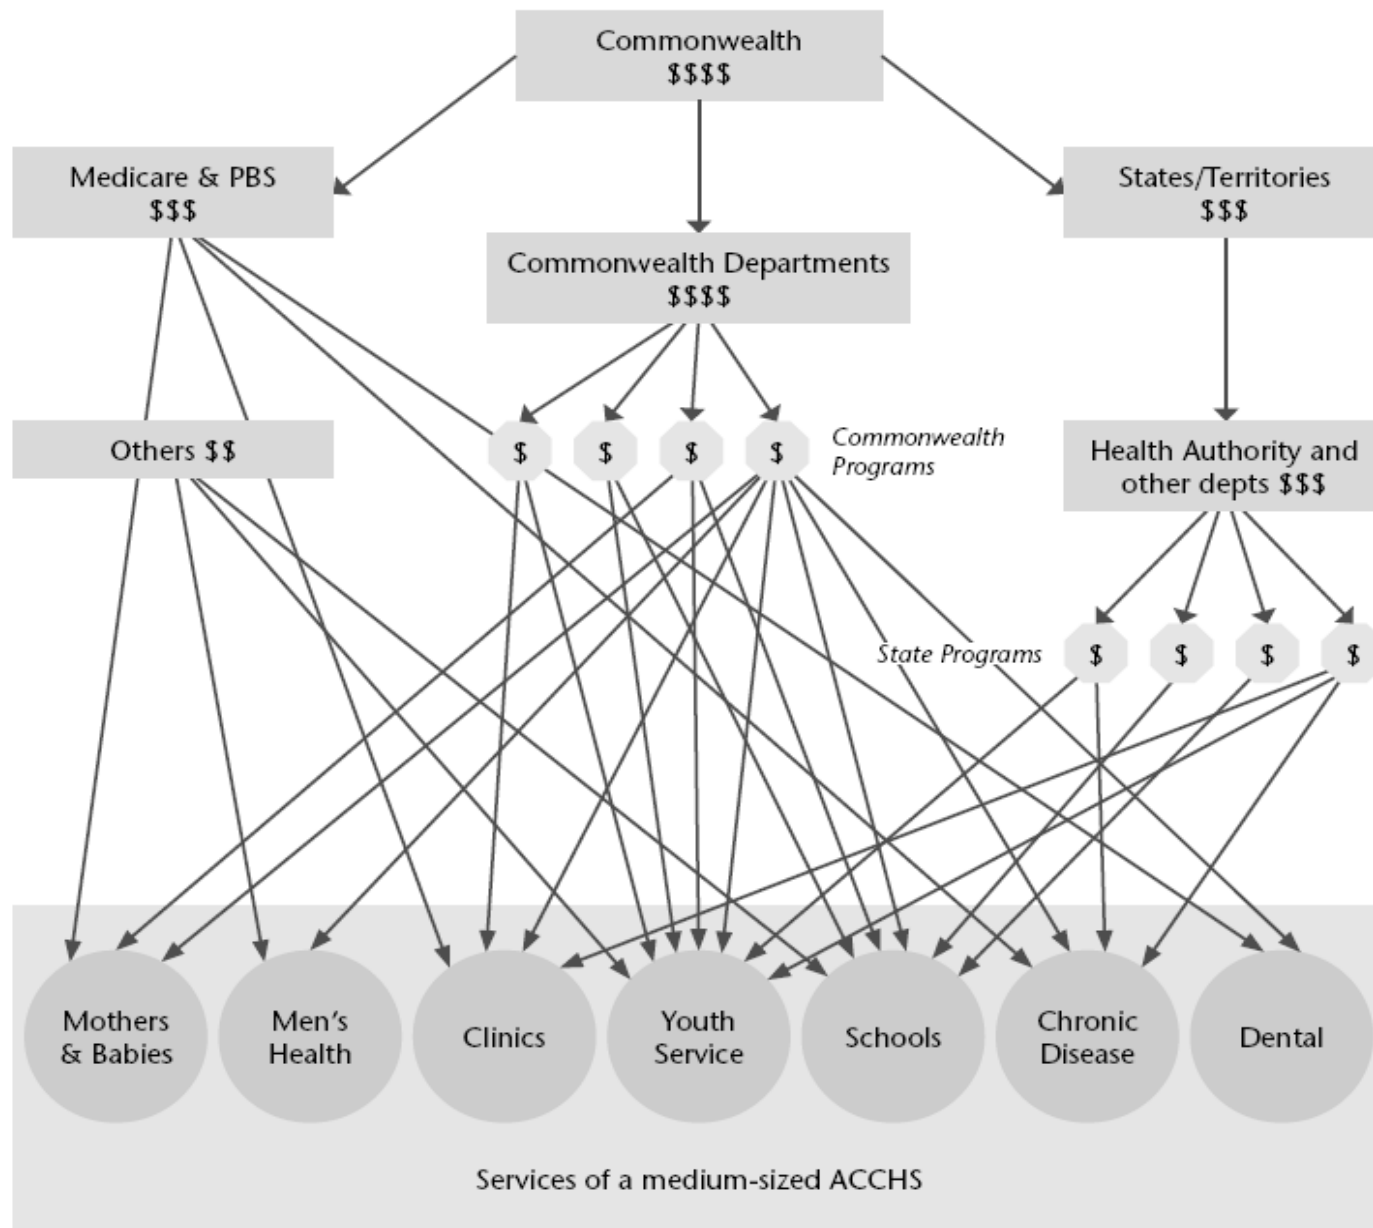 Commonwealth
$$$$
Medicare & PBS
$$$
States/Territories
$$$
Commonwealth Departments
$$$$
Others $$
$
$
$
$
Commonwealth
Programs
Health Authority and
other depts $$$
State Programs
$
$
$
$
Mothers
& Babies
Men's
Health
Clinics
Youth
Service
Schools
Chronic
Disease
Dental
Services of a medium-sized ACCHS